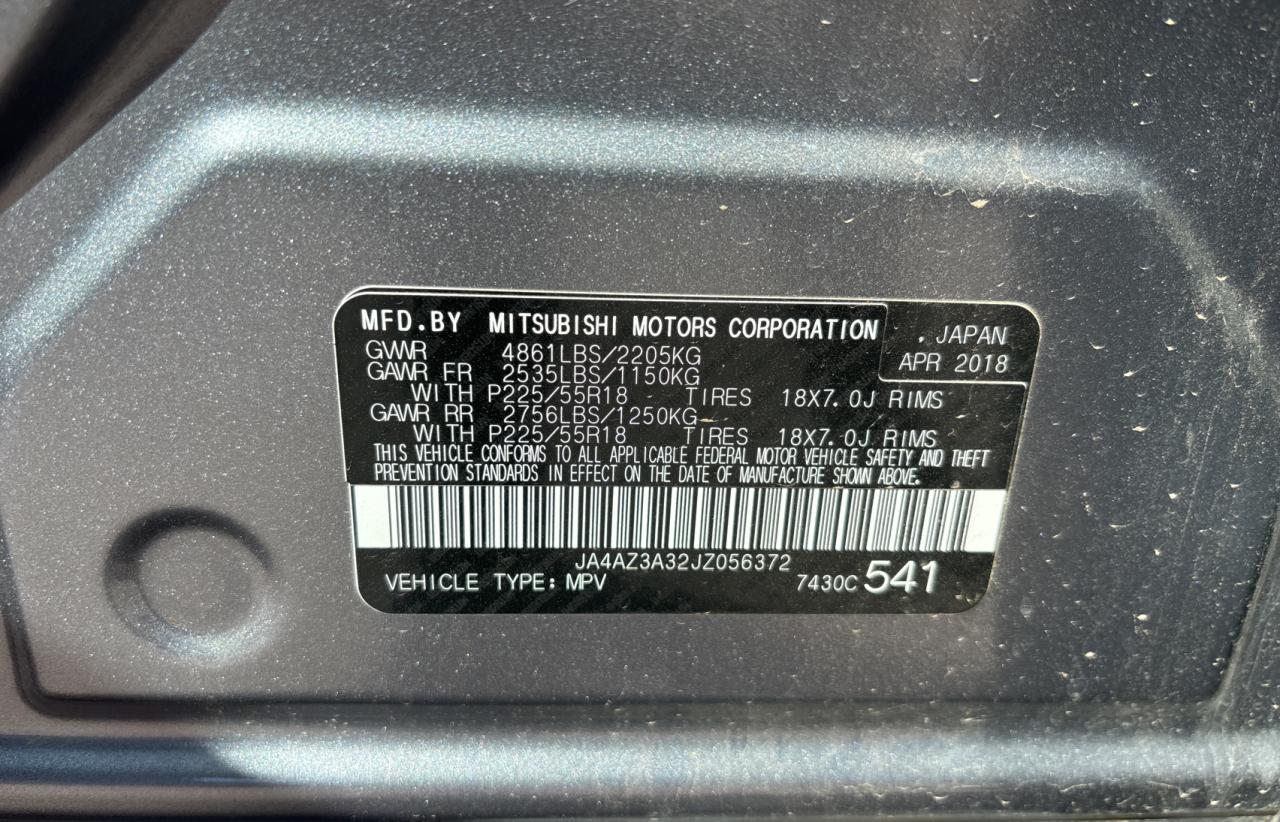 MFD.BY MITSUBISHI MOTORS CORPORATION
. JAPAN
APR 2018
GVWR 4861LBS/2205KG
GAWR FR 2535LBS/1150KG
WITH P225/55R18 TIRES 18X7.0J RIMS
GAWR RR 2756LBS/1250KG
WITH P225/55R18 TIRES 18X7.0J RIMS
THIS VEHICLE CONFORMS TO ALL APPLICABLE FEDERAL MOTOR VEHICLE SAFETY AND THEFT
PREVENTION STANDARDS IN EFFECT ON THE DATE OF MANUFACTURE SHOWN ABOVE.
JA4AZ3A32JZ056372
VEHICLE TYPE: MPV 7430C 541